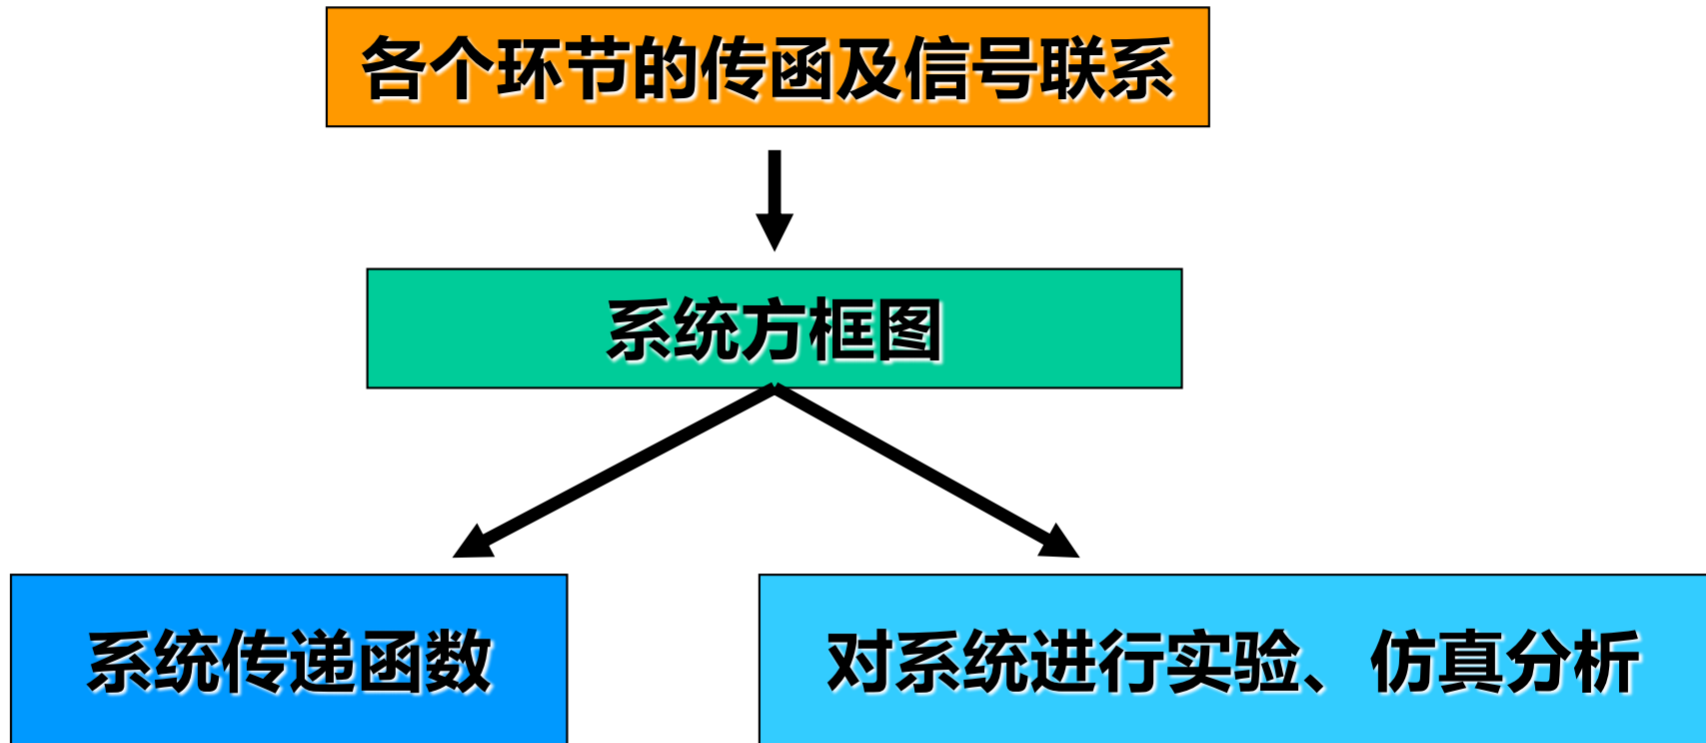 各个环节的传函及信号联系
系统方框图
系统传递函数
对系统进行实验、仿真分析